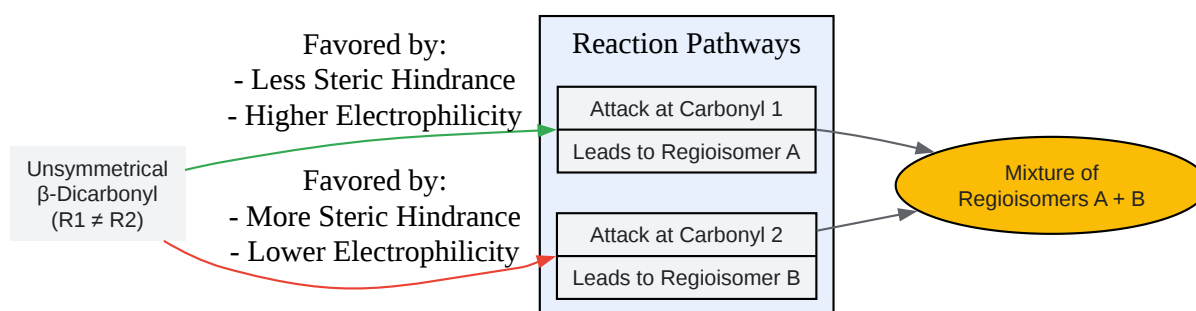 Unsymmetrical
β-Dicarbonyl
(R1 ≠ R2)
Favored by:
- Less Steric Hindrance
- Higher Electrophilicity
Favored by:
- More Steric Hindrance
- Lower Electrophilicity
Reaction Pathways
Attack at Carbonyl 1
Leads to Regioisomer A
Attack at Carbonyl 2
Leads to Regioisomer B
Mixture of
Regioisomers A + B